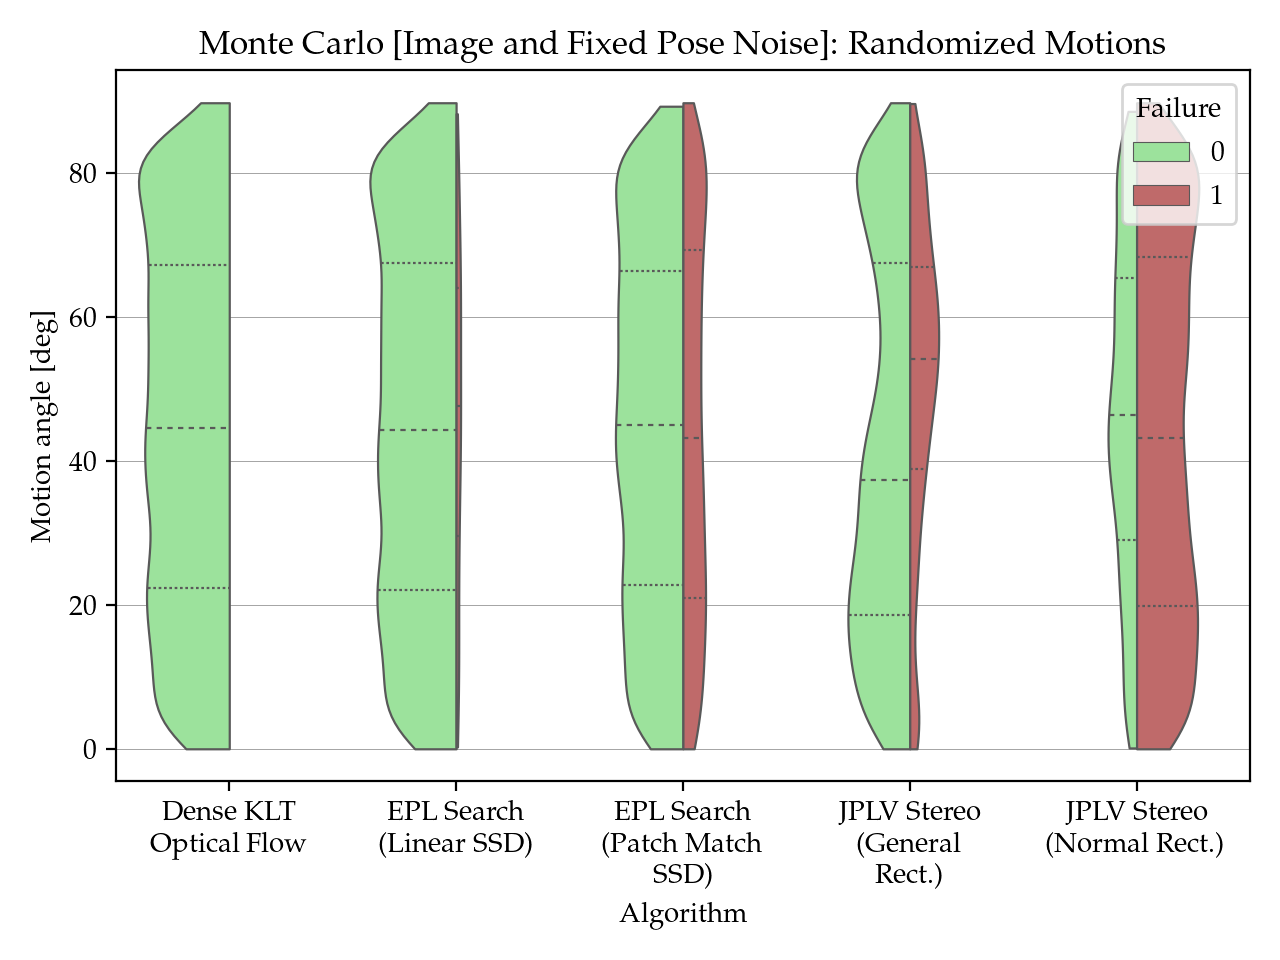 Monte Carlo [Image and Fixed Pose Noise]: Randomized Motions
Failure
0
1
80
60
40
20
0
Motion angle [deg]
Dense KLT
Optical Flow
EPL Search
(Linear SSD)
EPL Search
(Patch Match
SSD)
JPLV Stereo
(General
Rect.)
JPLV Stereo
(Normal Rect.)
Algorithm